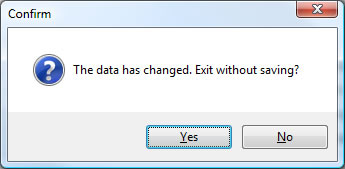 Confirm
The data has changed. Exit without saving?
Yes No